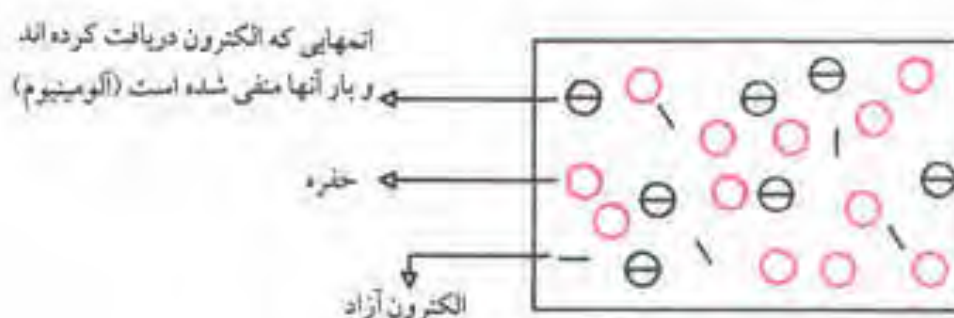 اتمهایی که الکترون دریافت کرده اند
و بار آنها منفی شده است (آلومینیوم)
حفره
الکترون آزاد